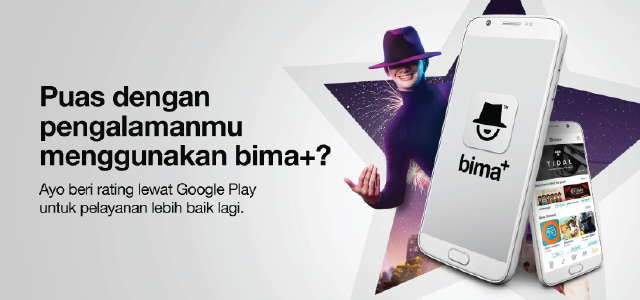 Puas dengan
pengalamanmu
menggunakan bima+?
Ayo beri rating lewat Google Play
untuk pelayanan lebih baik lagi.
bima+
TIDAL